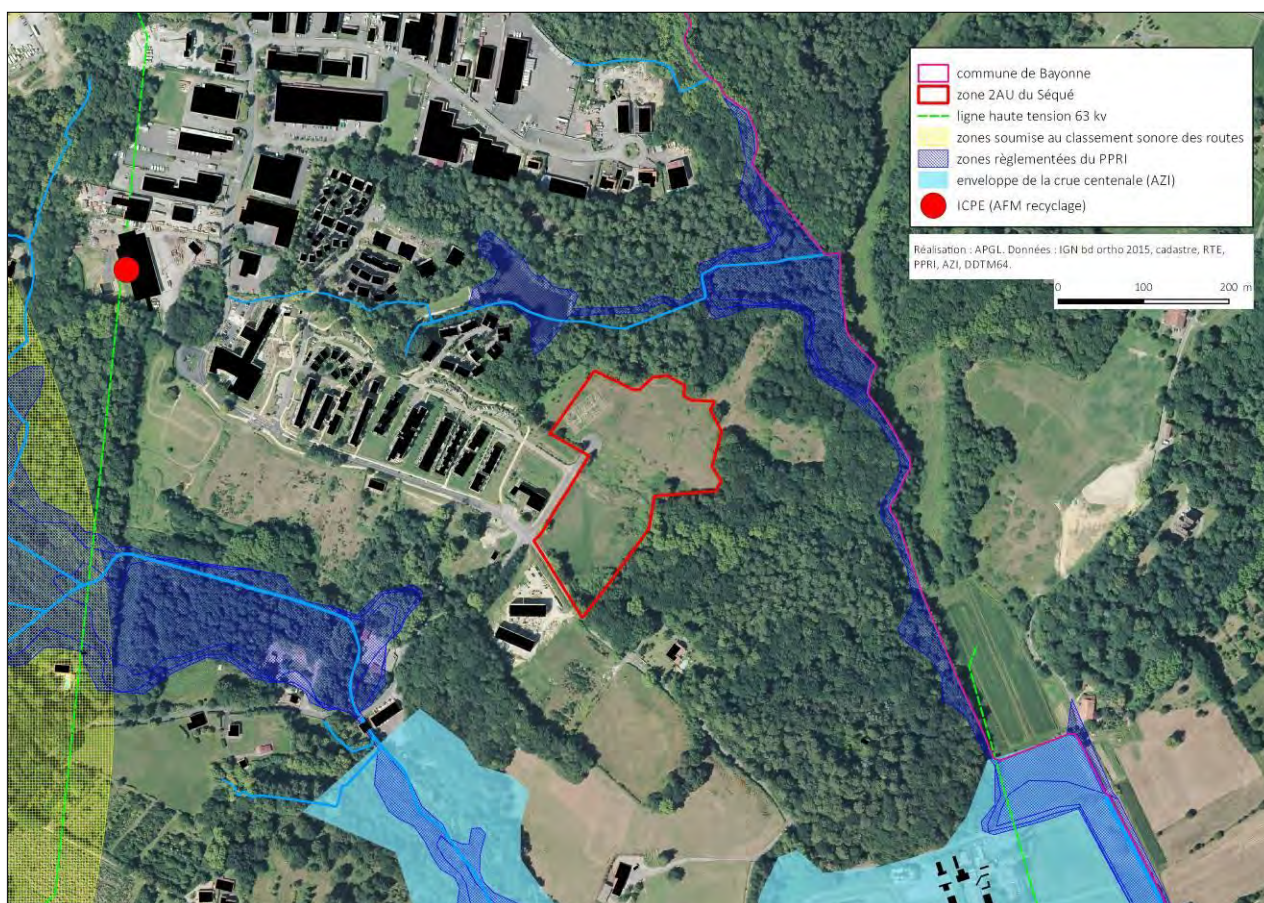 commune de Bayonne
zone 2AU du Séqué
ligne haute tension 63 kv
zones soumise au classement sonore des routes
zones règlementées du PPRI
enveloppe de la crue centenale (AZI)
ICPE (AFM recyclage)
Réalisation : APGL. Données : IGN bd ortho 2015, cadastre, RTE,
PPRI, AZI, DDTM64.
0 100 200 m